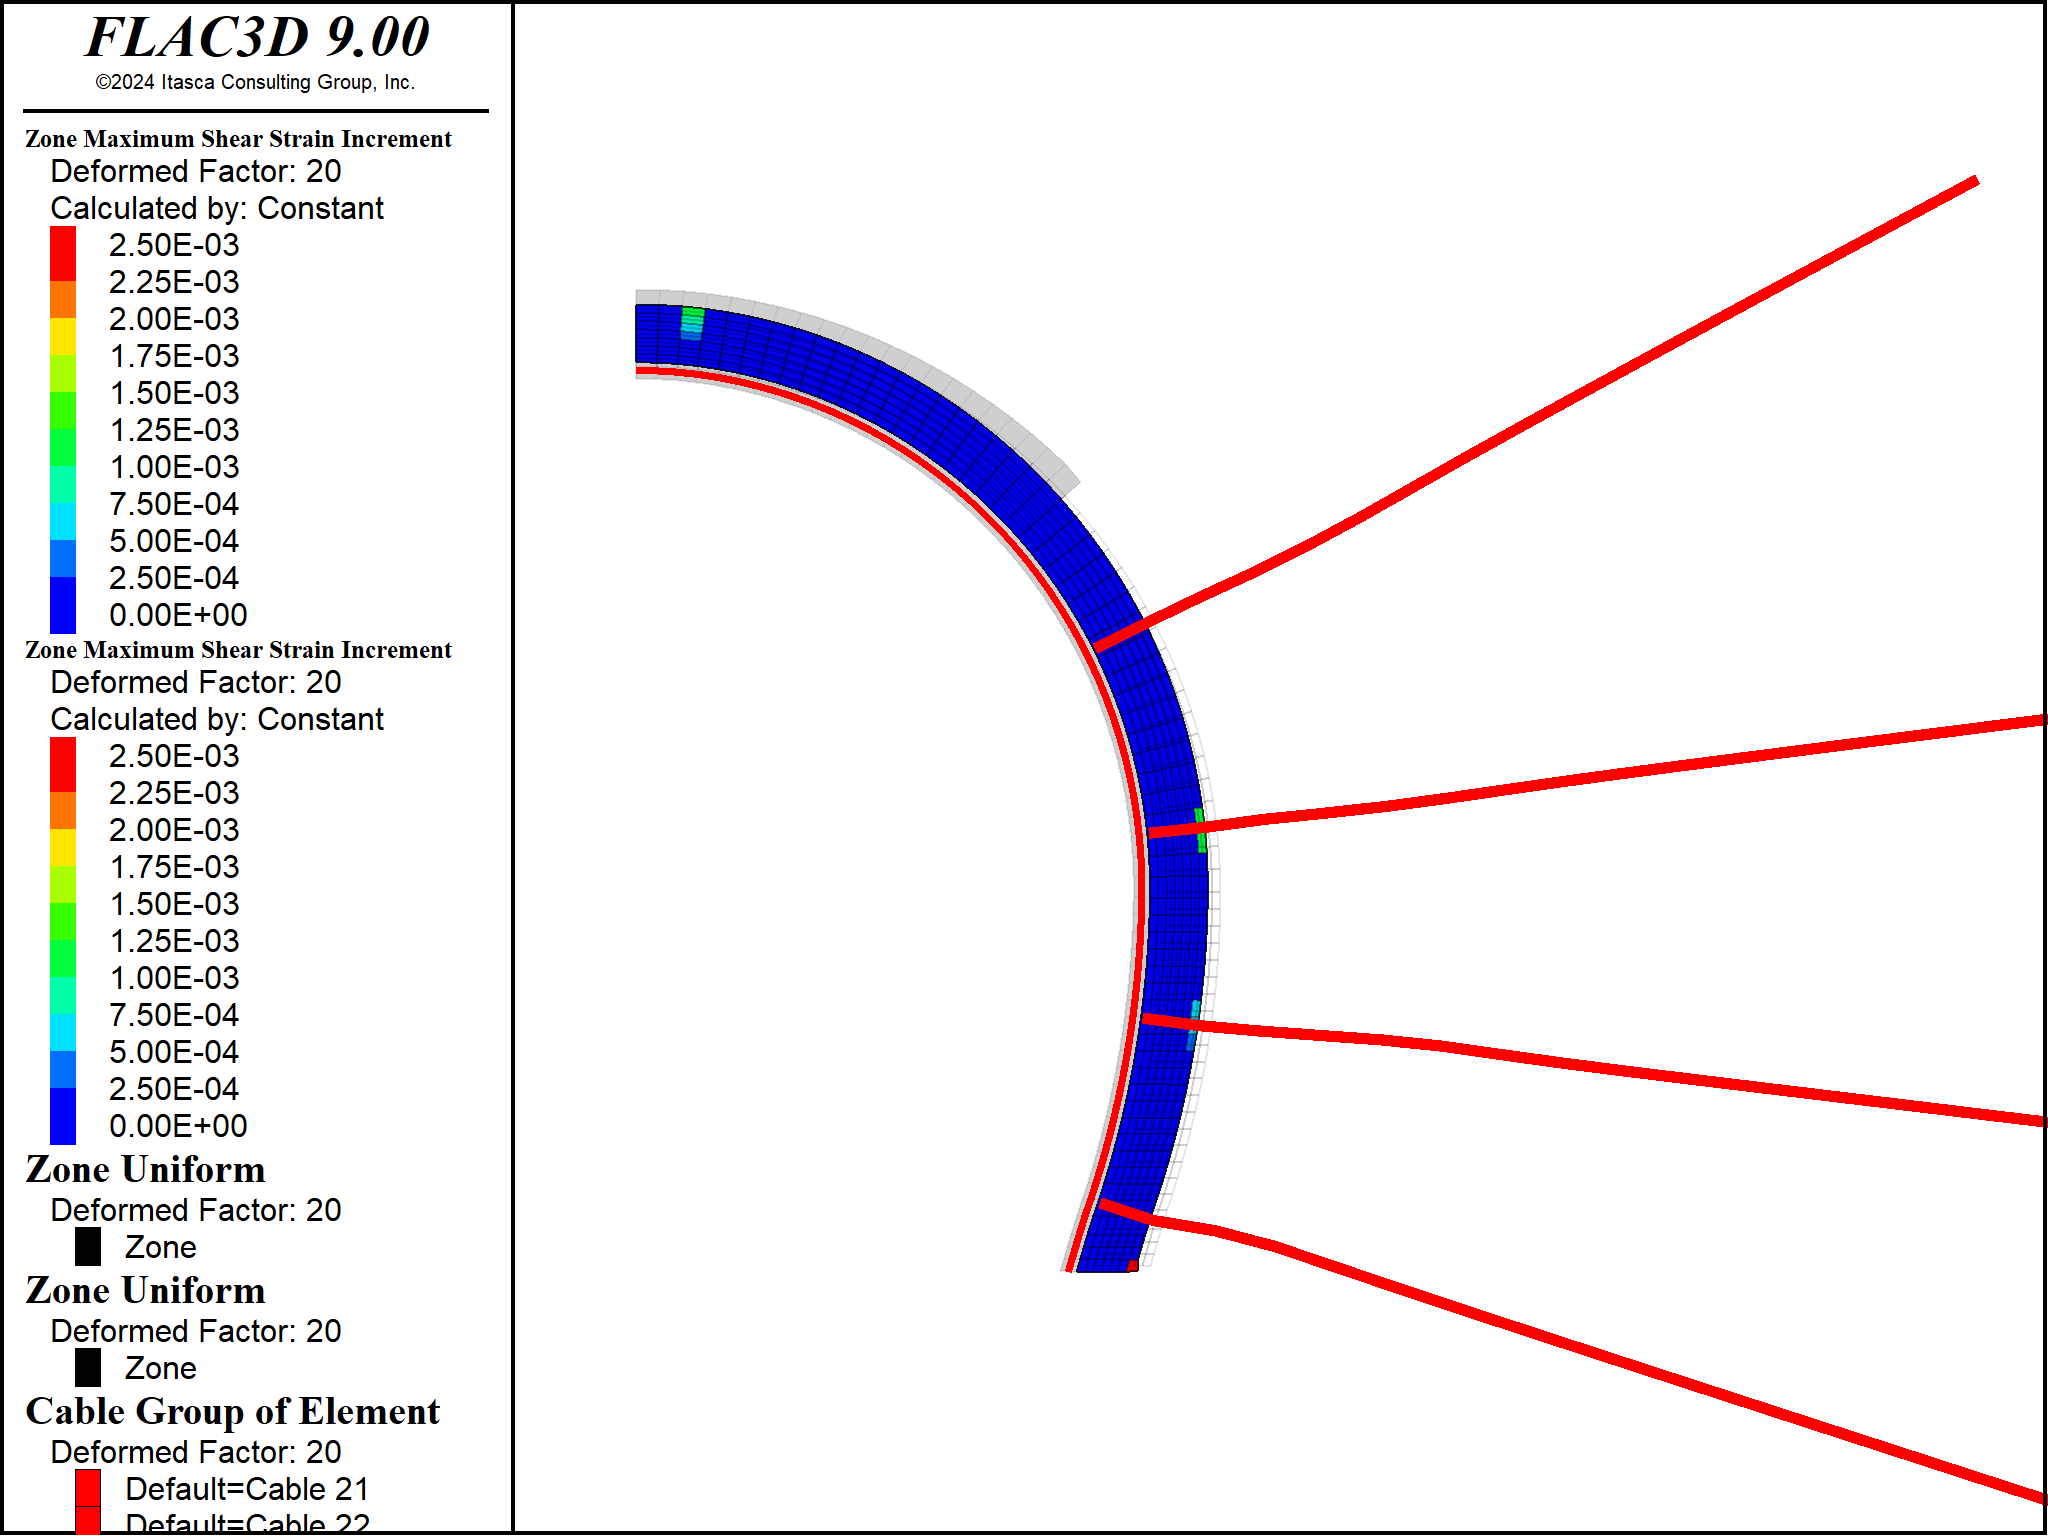 FLAC3D 9.00
©2024 Itasca Consulting Group, Inc.
Zone Maximum Shear Strain Increment
Deformed Factor: 20
Calculated by: Constant
2.50E-03
2.25E-03
2.00E-03
1.75E-03
1.50E-03
1.25E-03
1.00E-03
7.50E-04
5.00E-04
2.50E-04
0.00E+00
Zone Maximum Shear Strain Increment
Deformed Factor: 20
Calculated by: Constant
2.50E-03
2.25E-03
2.00E-03
1.75E-03
1.50E-03
1.25E-03
1.00E-03
7.50E-04
5.00E-04
2.50E-04
0.00E+00
Zone Uniform
Deformed Factor: 20
Zone
Zone Uniform
Deformed Factor: 20
Zone
Cable Group of Element
Deformed Factor: 20
Default=Cable 21
Default=Cable 22